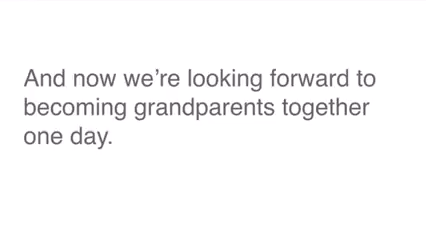 And now we’re looking forward to
becoming grandparents together
one day.